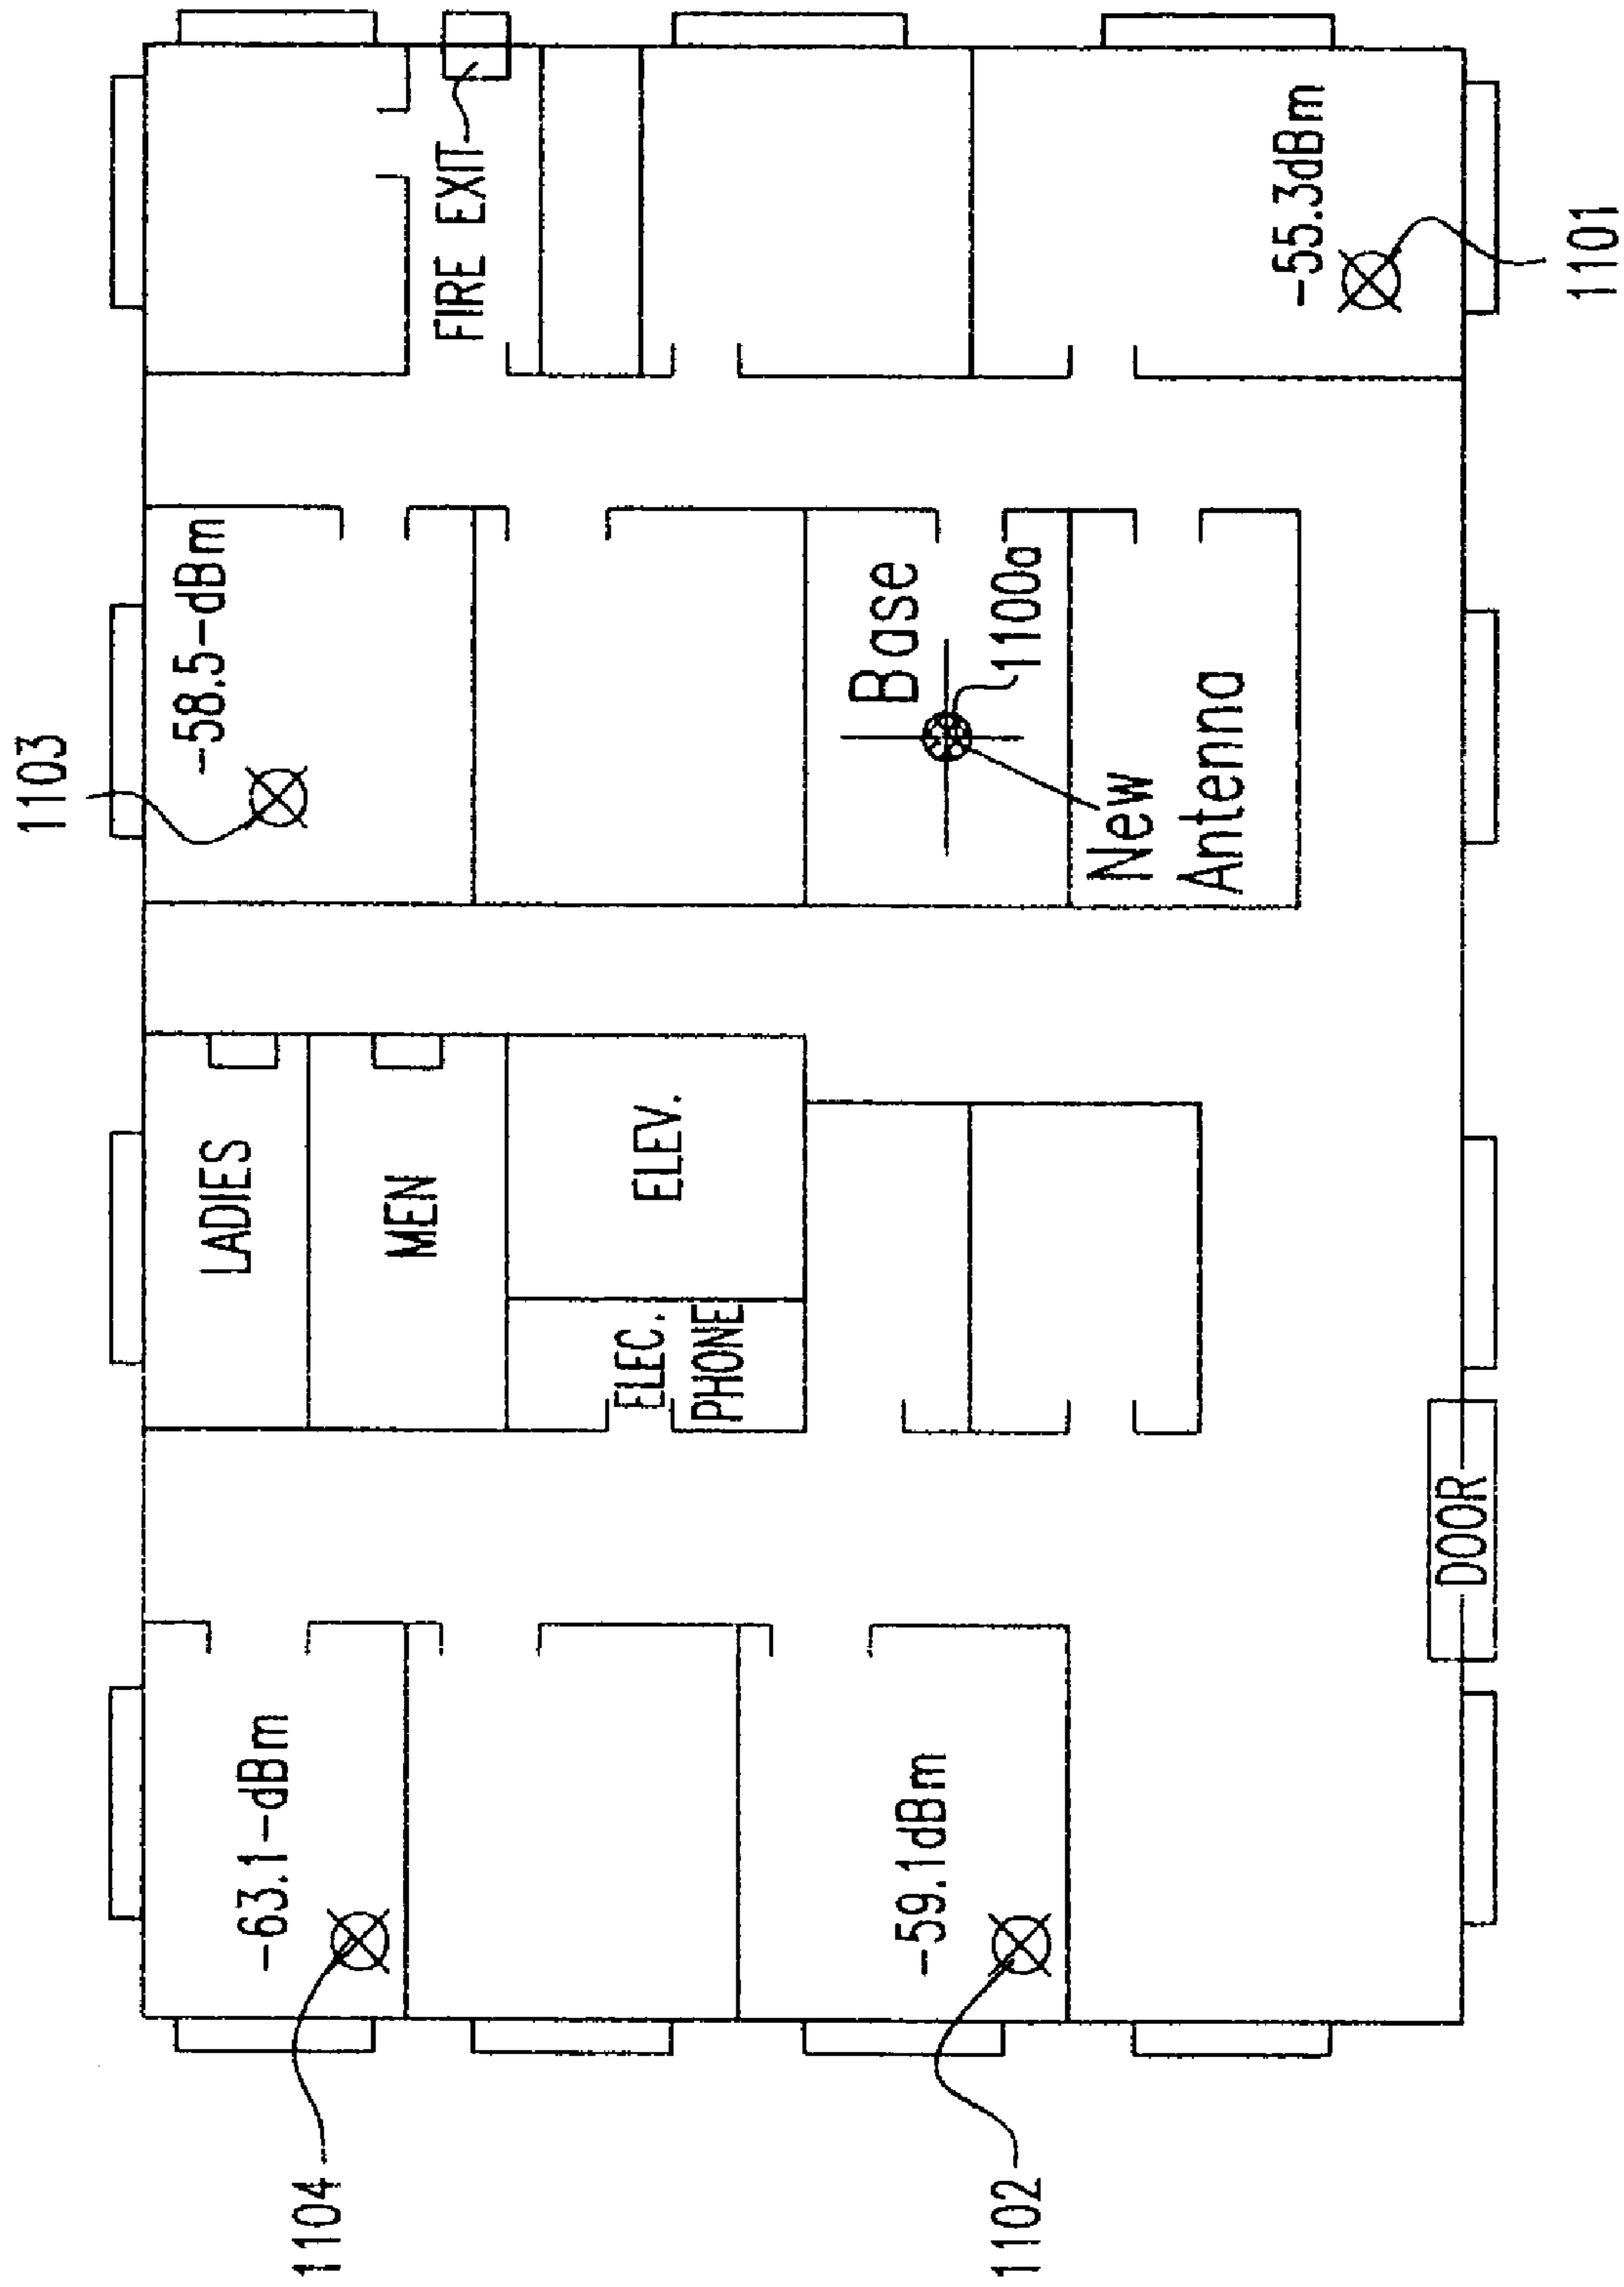 1103
-58.5-dBm
LADIES
-63.1-dBm
1104
MEN
FIRE EXIT
ELEC.
PHONE
ELEV.
Base
-59.1dBm
1102
1100a
New
Antenna
-55.3dBm
DOOR
1101